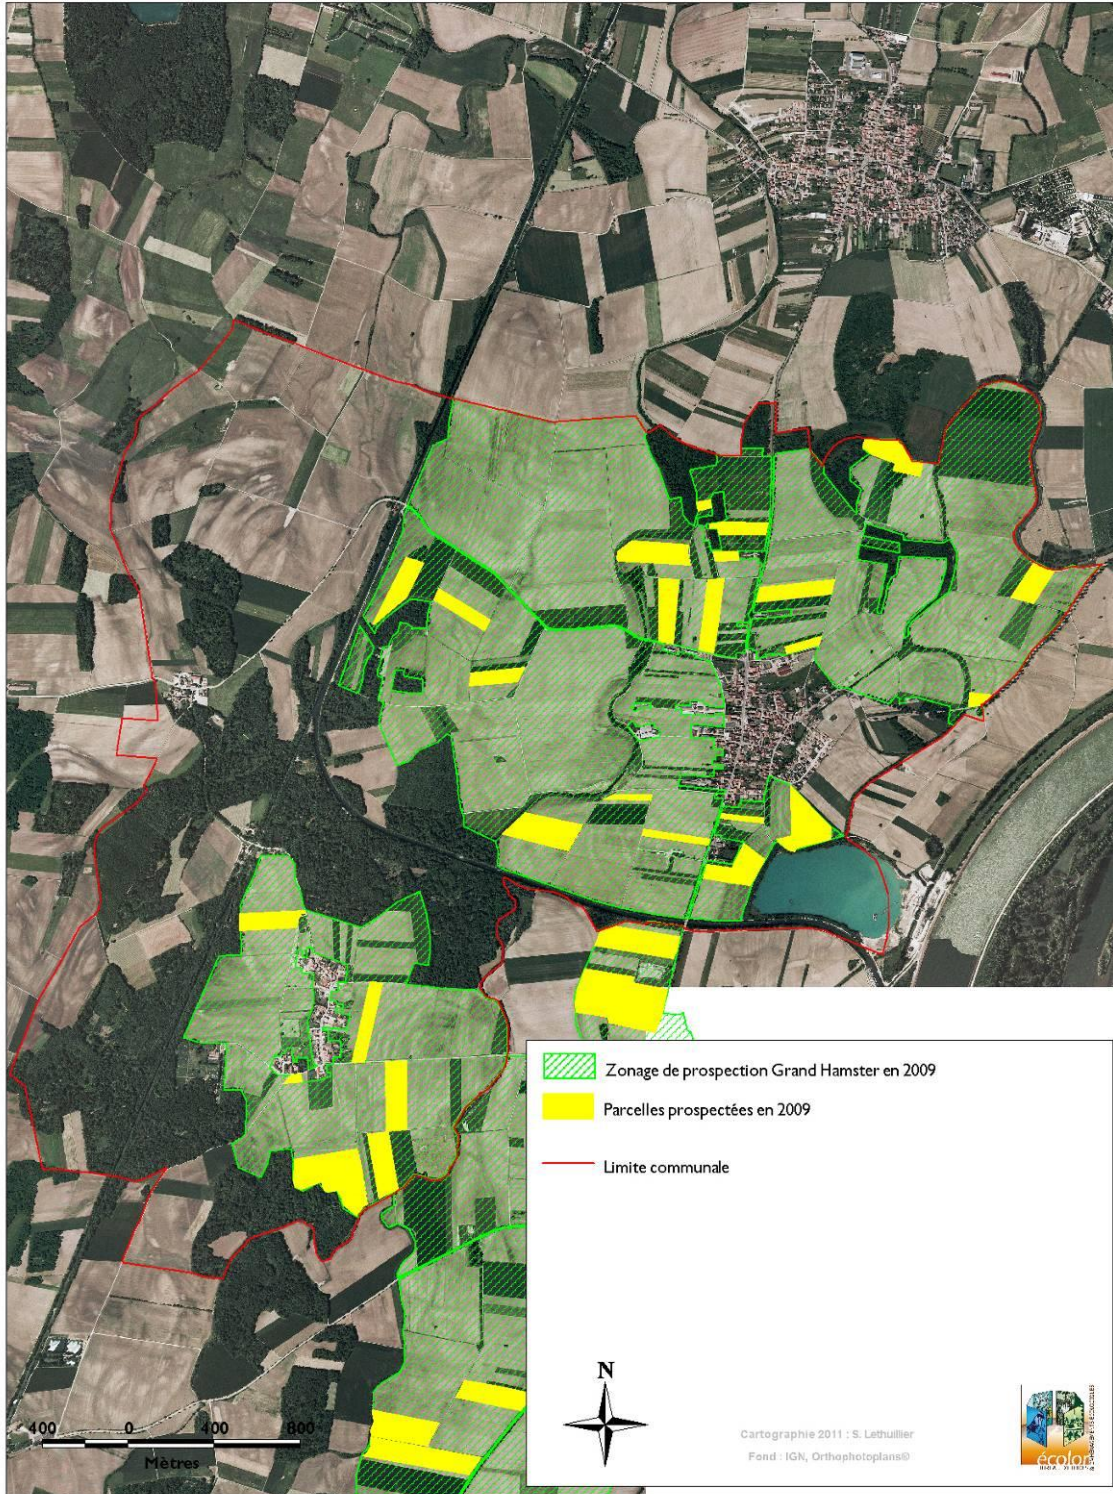 Zonage de prospection Grand Hamster en 2009
Parcelles prospectées en 2009
Limite communale
N
400 0 400 800
Mètres
Cartographie 2011 : S. Lethuillier
Fond : IGN, Orthophotoplans©
écolor